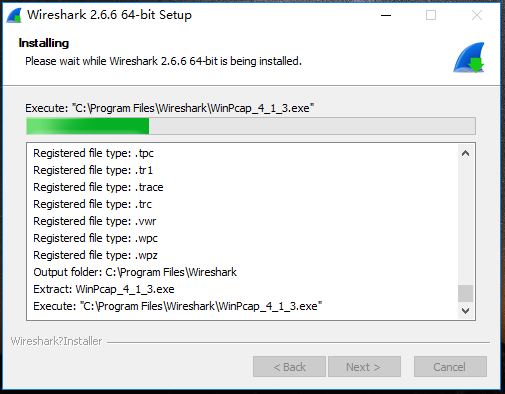 Wireshark 2.6.6 64-bit Setup
Installing
Please wait while Wireshark 2.6.6 64-bit is being installed.
Execute: "C:\Program Files\Wireshark\WinPcap_4_1_3.exe"
Registered file type: .tpc
Registered file type: .tr1
Registered file type: .trace
Registered file type: .trc
Registered file type: .vwr
Registered file type: .wpc
Registered file type: .wpz
Output folder: C:\Program Files\Wireshark
Extract: WinPcap_4_1_3.exe
Execute: "C:\Program Files\Wireshark\WinPcap_4_1_3.exe"
Wireshark?Installer
< Back
Next >
Cancel